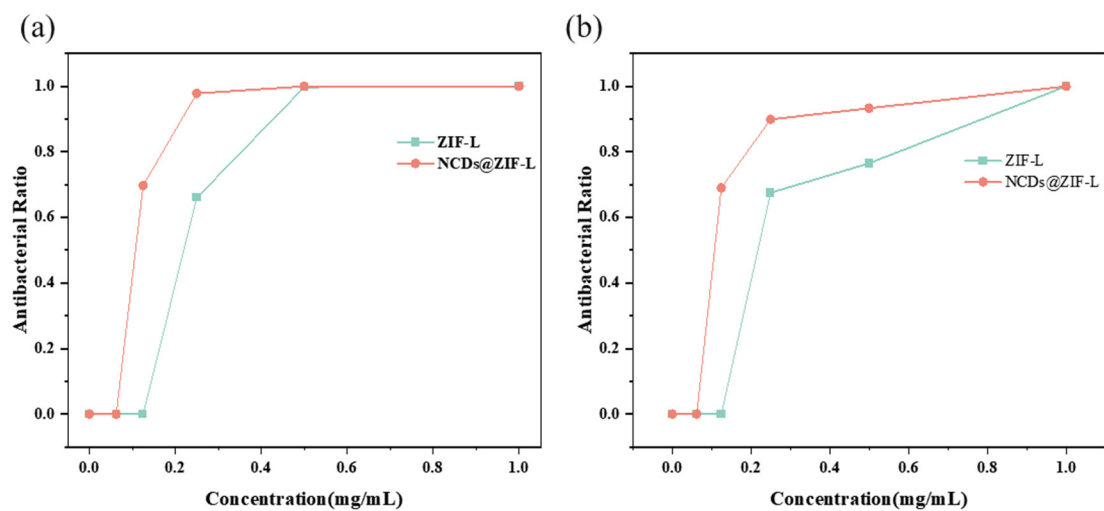 (a)
Antibacterial Ratio
1.0
0.8
0.6
0.4
0.2
0.0
ZIF-L
NCDs@ZIF-L
0.0 0.2 0.4 0.6 0.8 1.0
Concentration(mg/mL)
(b)
Antibacterial Ratio
1.0
0.8
0.6
0.4
0.2
0.0
ZIF-L
NCDs@ZIF-L
0.0 0.2 0.4 0.6 0.8 1.0
Concentration(mg/mL)